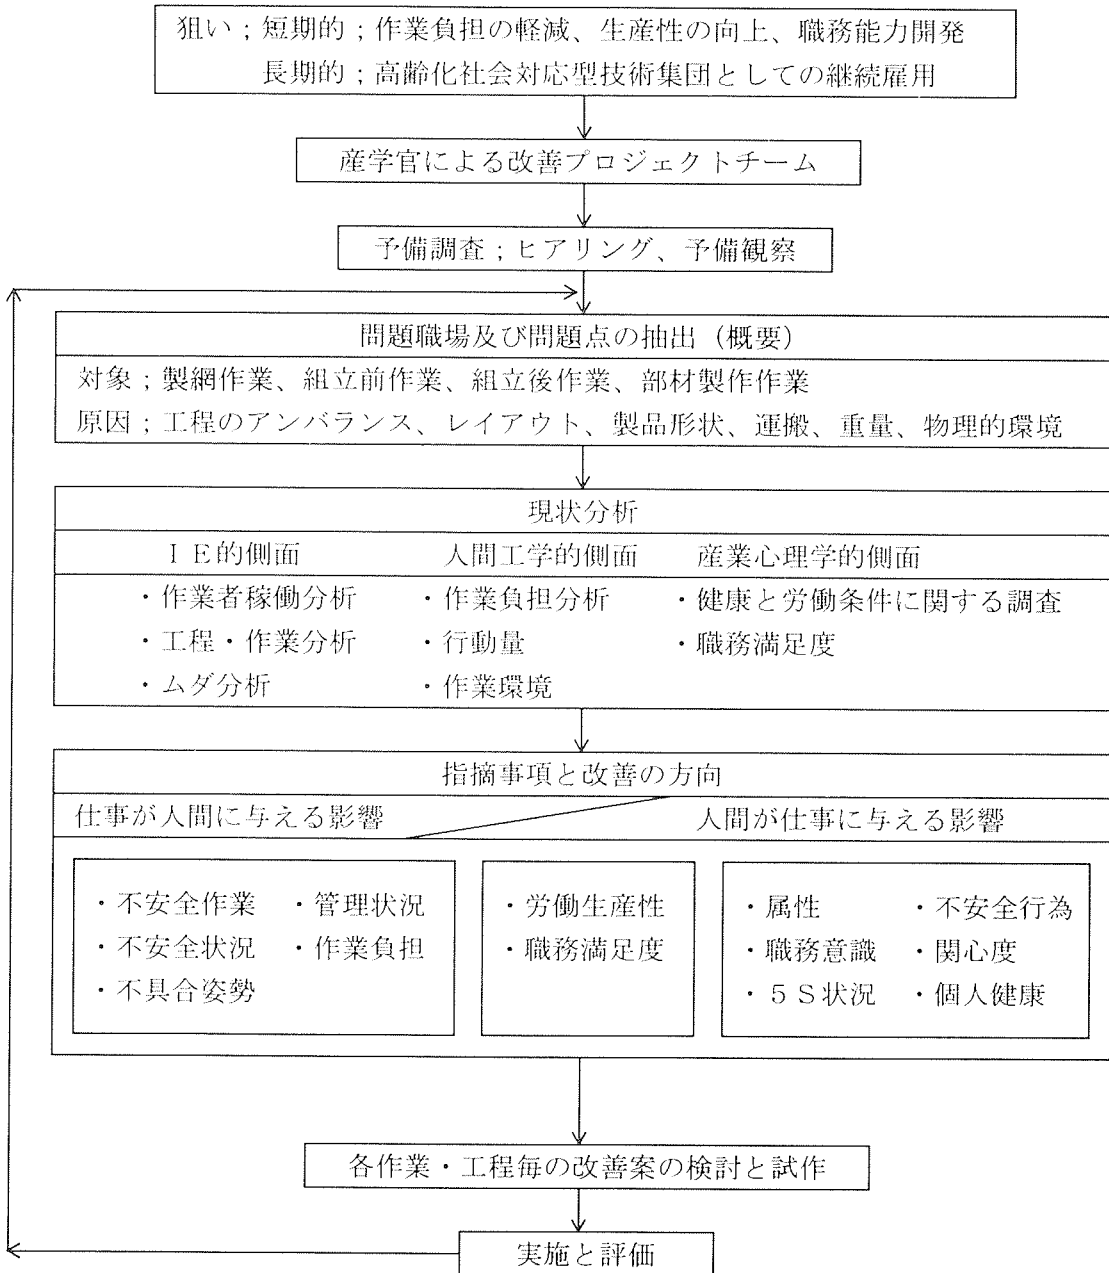 狙い；短期的；作業負担の軽減、生産性の向上、職務能力開発
長期的；高齢化社会対応型技術集団としての継続雇用
産学官による改善プロジェクトチーム
予備調査；ヒアリング、予備観察
問題職場及び問題点の抽出（概要）
対象；製網作業、組立前作業、組立後作業、部材製作作業
原因；工程のアンバランス、レイアウト、製品形状、運搬、重量、物理的環境
現状分析
ＩＥ的側面　人間工学的側面　産業心理学的側面
・作業者稼働分析　・作業負担分析　・健康と労働条件に関する調査
・工程・作業分析　・行動量　・職務満足度
・ムダ分析　・作業環境
指摘事項と改善の方向
仕事が人間に与える影響　人間が仕事に与える影響
・不安全作業　・管理状況
・不安全状況　・作業負担
・不具合姿勢
・労働生産性
・職務満足度
・属性　・不安全行為
・職務意識　・関心度
・５Ｓ状況　・個人健康
各作業・工程毎の改善案の検討と試作
実施と評価